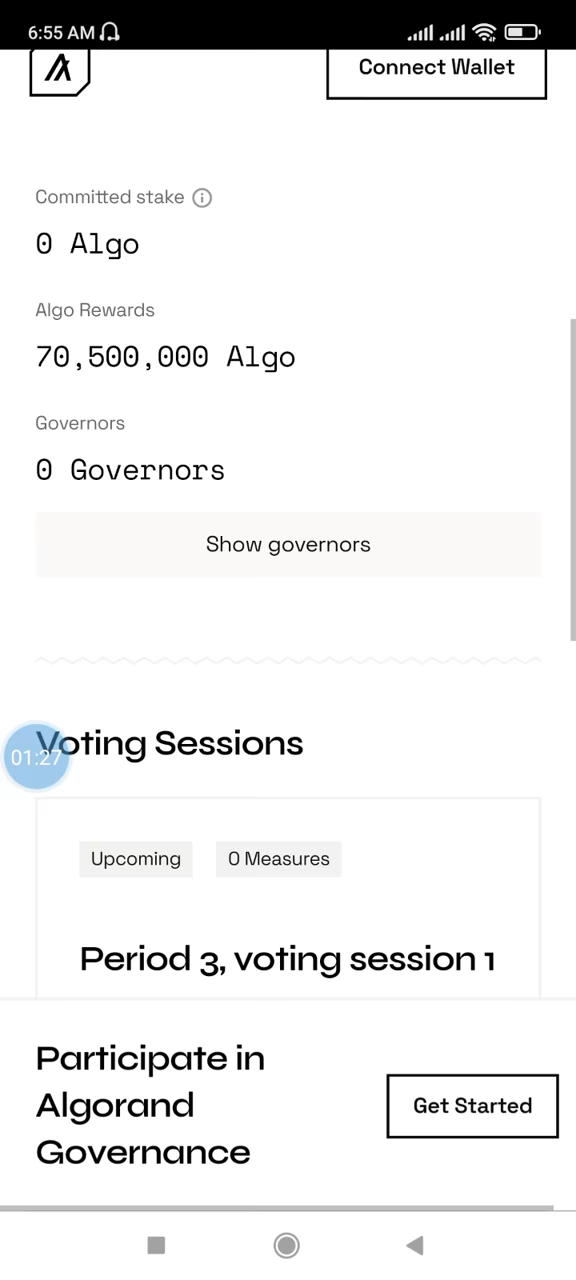 6:55 AM
Connect Wallet
Committed stake
0 Algo
Algo Rewards
70,500,000 Algo
Governors
0 Governors
Show governors
Voting Sessions
01:27
Upcoming
0 Measures
Period 3, voting session 1
Participate in
Algorand
Governance
Get Started